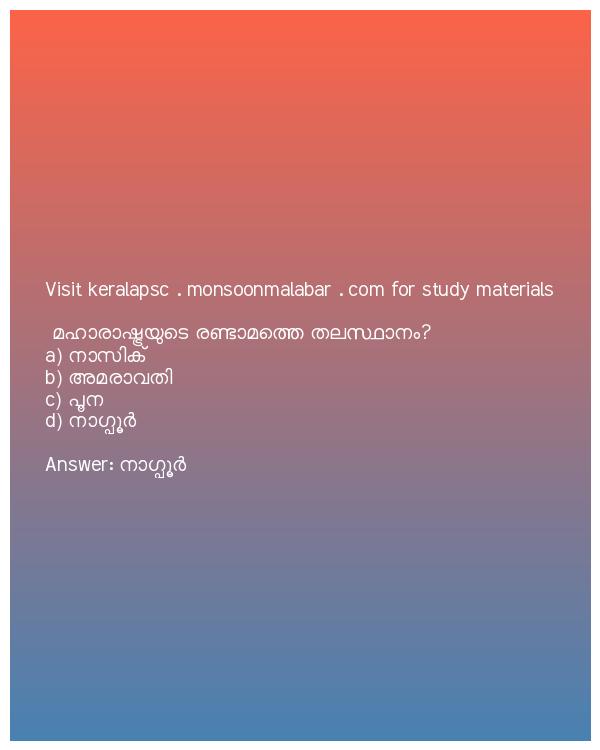 Visit keralapsc . monsoonmalabar . com for study materials
മഹാരാഷ്ട്രയുടെ രണ്ടാമത്തെ തലസ്ഥാനം?
a) നാസിക്
b) അമരാവതി
c) പൂന
d) നാഗ്പൂർ
Answer: നാഗ്പൂർ